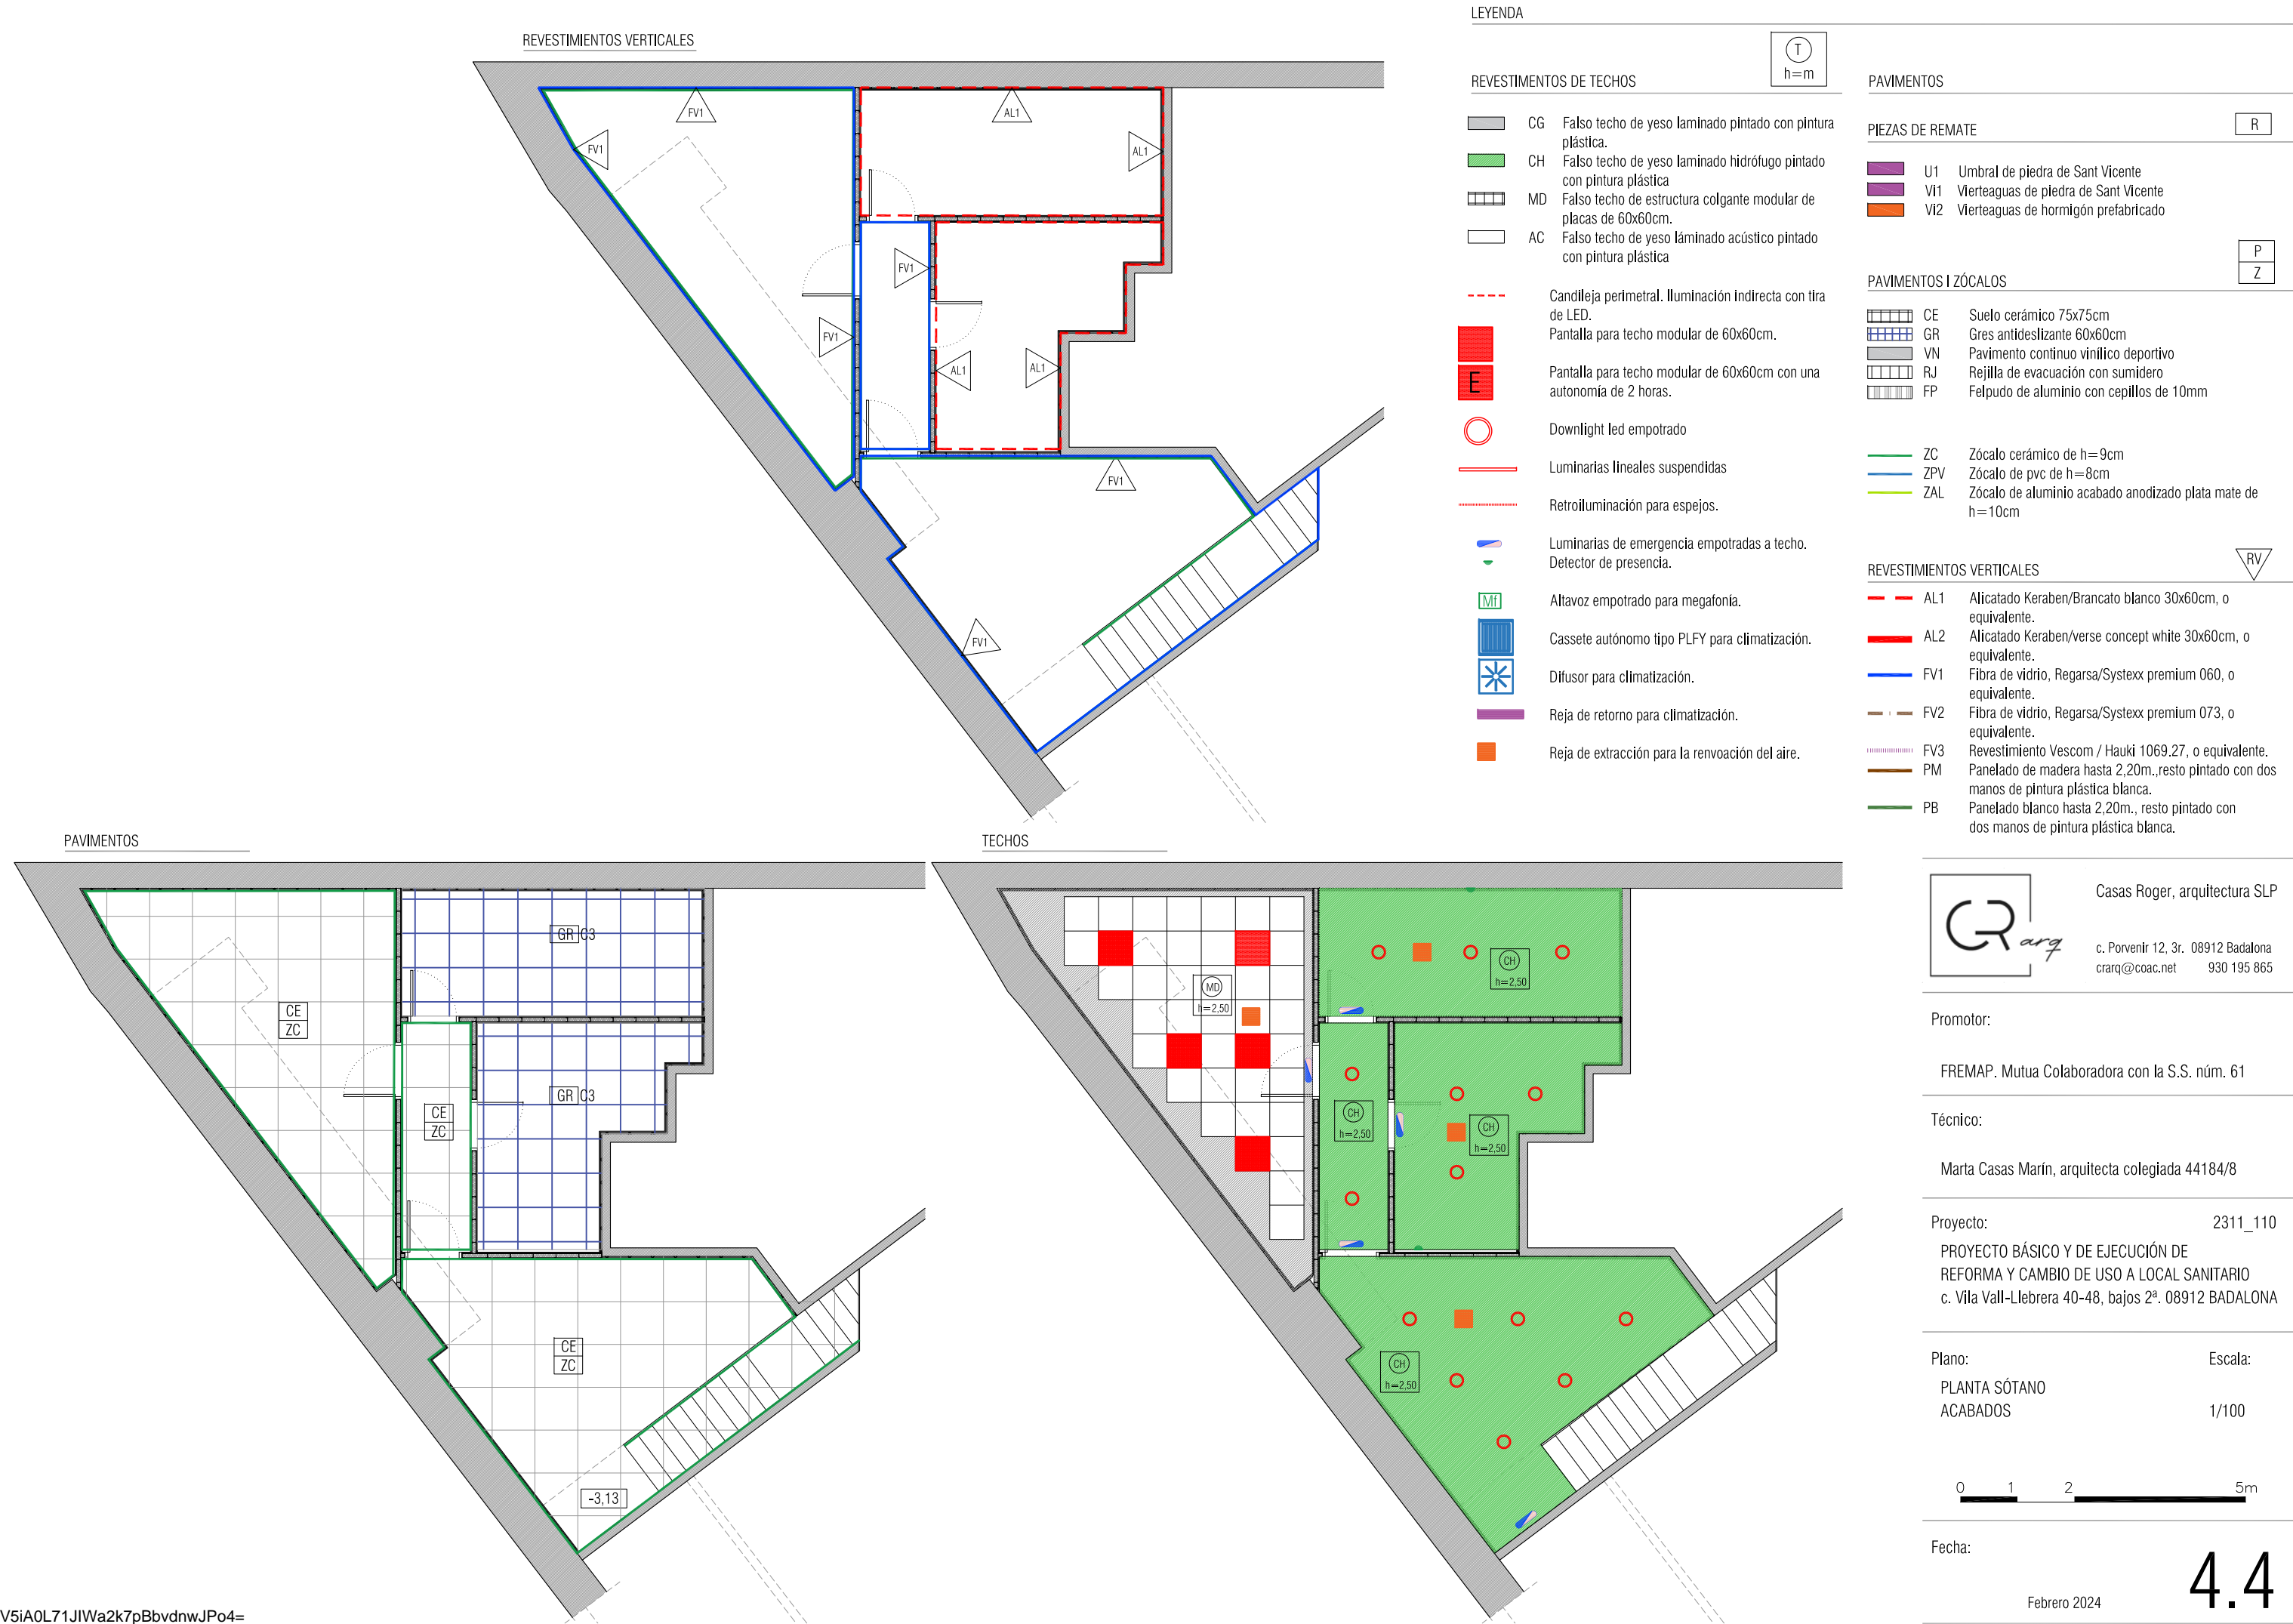 REVESTIMIENTOS VERTICALES
FV1
FV1
AL1
AL1
FV1
FV1
AL1
AL1
FV1
FV1
LEYENDA
T
h=m
REVESTIMENTOS DE TECHOS
CG Falso techo de yeso laminado pintado con pintura
plástica.
CH Falso techo de yeso laminado hidrófugo pintado
con pintura plástica
MD Falso techo de estructura colgante modular de
placas de 60x60cm.
AC Falso techo de yeso láminado acústico pintado
con pintura plástica
Candileja perimetral. Iluminación indirecta con tira
de LED.
Pantalla para techo modular de 60x60cm.
E
Pantalla para techo modular de 60x60cm con una
autonomía de 2 horas.
Downlight led empotrado
Luminarias lineales suspendidas
Retroiluminación para espejos.
Luminarias de emergencia empotradas a techo.
Detector de presencia.
Mf
Altavoz empotrado para megafonía.
Cassete autónomo tipo PLFY para climatización.
Difusor para climatización.
Reja de retorno para climatización.
Reja de extracción para la renvoación del aire.
PAVIMENTOS
PIEZAS DE REMATE
R
U1 Umbral de piedra de Sant Vicente
Vi1 Vierteaguas de piedra de Sant Vicente
Vi2 Vierteaguas de hormigón prefabricado
P
Z
PAVIMENTOS I ZÓCALOS
CE Suelo cerámico 75x75cm
GR Gres antideslizante 60x60cm
VN Pavimento continuo vinílico deportivo
RJ Rejilla de evacuación con sumidero
FP Felpudo de aluminio con cepillos de 10mm
ZC Zócalo cerámico de h=9cm
ZPV Zócalo de pvc de h=8cm
ZAL Zócalo de aluminio acabado anodizado plata mate de
h=10cm
REVESTIMIENTOS VERTICALES
RV
AL1 Alicatado Keraben/Brancato blanco 30x60cm, o
equivalente.
AL2 Alicatado Keraben/verse concept white 30x60cm, o
equivalente.
FV1 Fibra de vidrio, Regarsa/Systexx premium 060, o
equivalente.
FV2 Fibra de vidrio, Regarsa/Systexx premium 073, o
equivalente.
FV3 Revestimiento Vescom / Hauki 1069.27, o equivalente.
PM Panelado de madera hasta 2,20m.,resto pintado con dos
manos de pintura plástica blanca.
PB Panelado blanco hasta 2,20m., resto pintado con
dos manos de pintura plástica blanca.
PAVIMENTOS
GR C3
CE
ZC
GR C3
CE
ZC
CE
ZC
-3,13
TECHOS
CH
h=2,50
MD
h=2,50
CH
h=2,50
CH
h=2,50
CH
h=2,50
CR arq
Casas Roger, arquitectura SLP
c. Porvenir 12, 3r. 08912 Badalona
crarq@coac.net 930 195 865
Promotor:
FREMAP. Mutua Colaboradora con la S.S. núm. 61
Técnico:
Marta Casas Marín, arquitecta colegiada 44184/8
Proyecto: 2311_110
PROYECTO BÁSICO Y DE EJECUCIÓN DE
REFORMA Y CAMBIO DE USO A LOCAL SANITARIO
c. Vila Vall-Llebrera 40-48, bajos 2ª. 08912 BADALONA
Plano: Escala:
PLANTA SÓTANO
ACABADOS 1/100
0 1 2 5m
Fecha:
Febrero 2024
4.4
V5iA0L71JIWa2k7pBbvdnwJPo4=